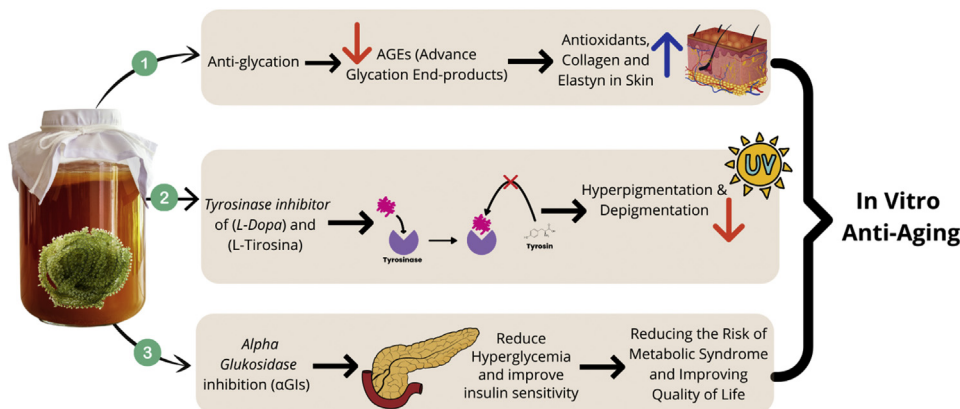 1
Anti-glycation
AGEs (Advance
Glycation End-products)
Antioxidants,
Collagen and
Elastyn in Skin
2
Tyrosinase inhibitor
of (L-Dopa) and
(L-Tirosina)
Tyrosinase
Tyrosin
Hyperpigmentation &
Depigmentation
UV
3
Alpha
Glukosidase
inhibition (αGIs)
Reduce
Hyperglycemia
and improve
insulin sensitivity
Reducing the Risk of
Metabolic Syndrome
and Improving
Quality of Life
In Vitro
Anti-Aging